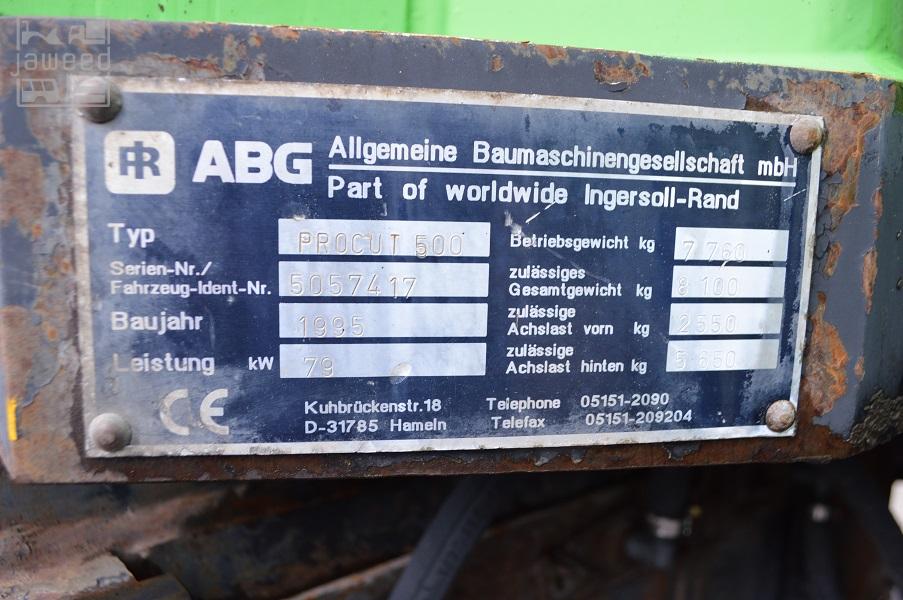 jaweed
IR ABG Allgemeine Baumaschinengesellschaft mbH
Part of worldwide Ingersoll-Rand
Typ PROCUT 500 Betriebsgewicht kg 7 760
Serien-Nr./
Fahrzeug-Ident-Nr. 5057417 zulässiges
Gesamtgewicht kg 8 100
Baujahr 1995 zulässige
Achslast vorn kg 2550
Leistung kW 79 zulässige
Achslast hinten kg 5 650
CE Kuhbrückenstr.18 Telephone 05151-2090
D-31785 Hameln Telefax 05151-209204